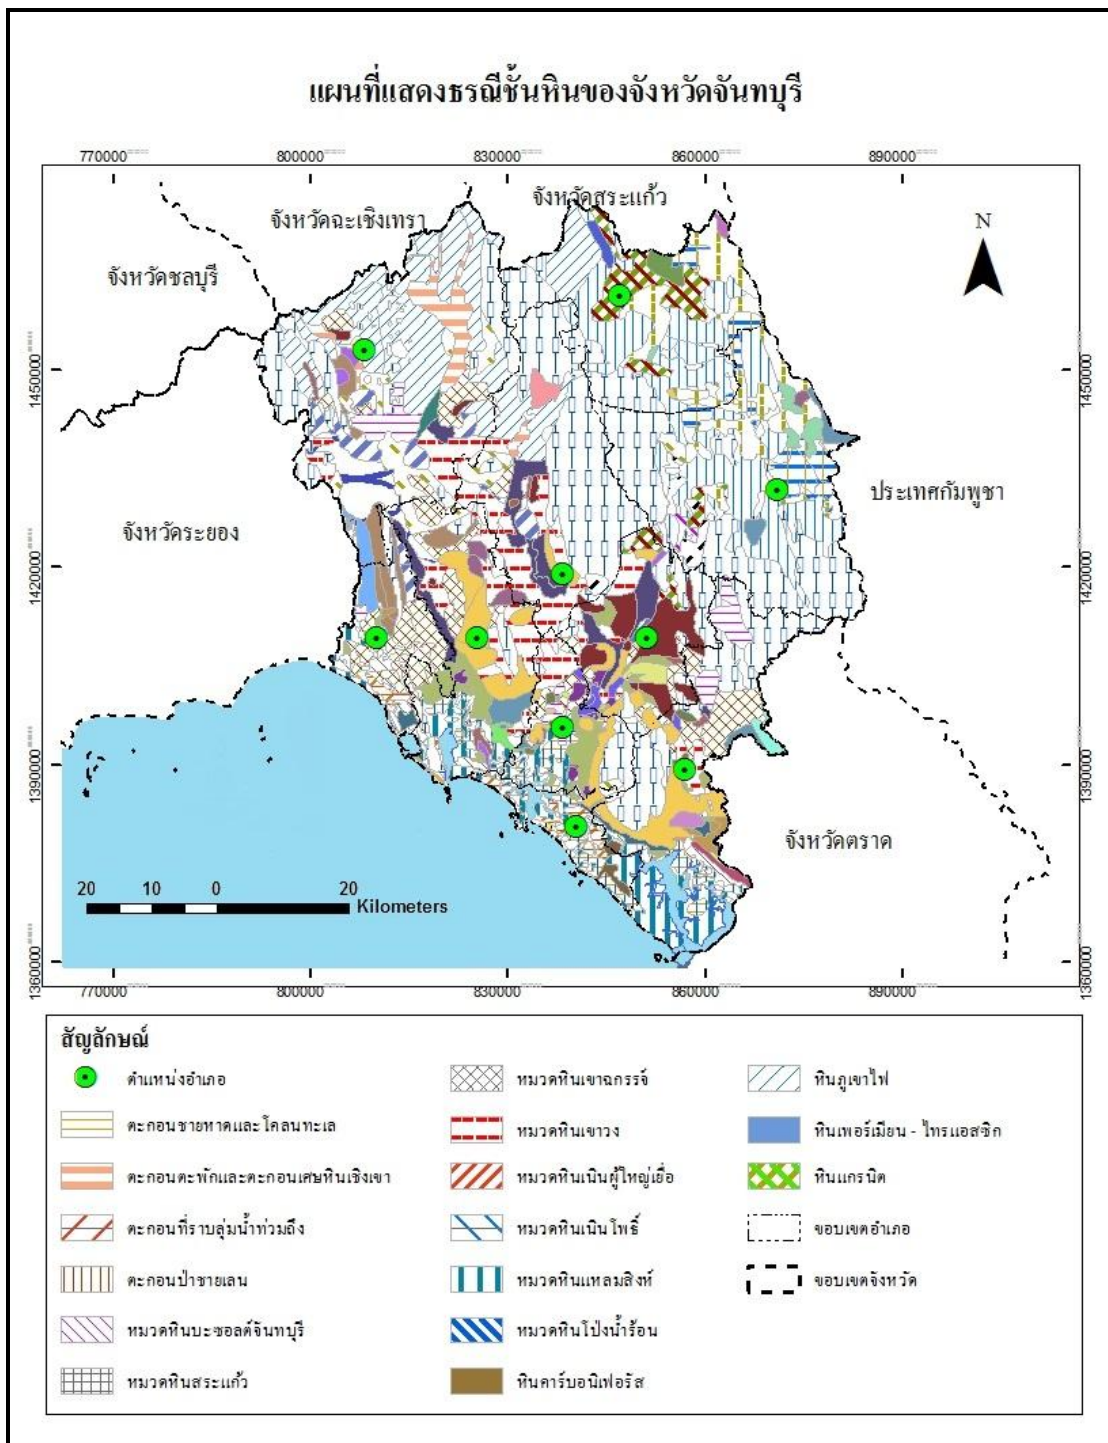 แผนที่แสดงธรณีชั้นหินของจังหวัดจันทบุรี
770000 800000 830000 860000 890000
จังหวัดสระแก้ว
จังหวัดฉะเชิงเทรา
N
จังหวัดชลบุรี
1450000 1450000
ประเทศกัมพูชา
จังหวัดระยอง
1420000 1420000
1390000 1390000
จังหวัดตราด
20 10 0 20
Kilometers
1360000 1360000
770000 800000 830000 860000 890000
สัญลักษณ์
ตำแหน่งอำเภอ
ตะกอนชายหาดและโคลนทะเล
ตะกอนตะพักและตะกอนเศษหินเชิงเขา
ตะกอนที่ราบลุ่มน้ำท่วมถึง
ตะกอนป่าชายเลน
หมวดหินบะซอลต์จันทบุรี
หมวดหินสระแก้ว
หมวดหินเขาฉกรรจ์
หมวดหินเขาวง
หมวดหินเนินผู้ใหญ่เยื่อ
หมวดหินเนินโพธิ์
หมวดหินแหลมสิงห์
หมวดหินโป่งน้ำร้อน
หินคาร์บอนิเฟอรัส
หินภูเขาไฟ
หินเพอร์เมียน - ไทรแอสซิก
หินแกรนิต
ขอบเขตอำเภอ
ขอบเขตจังหวัด